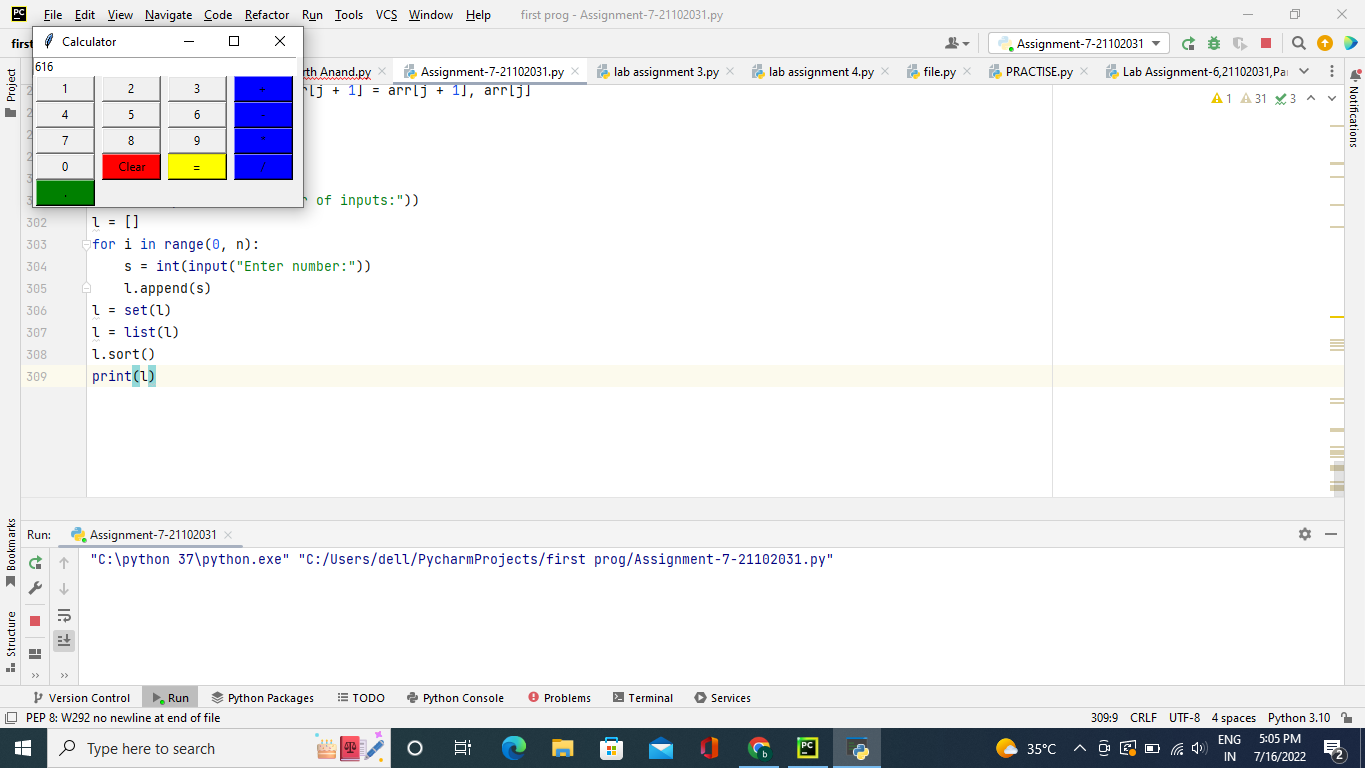 PC File Edit View Navigate Code Refactor Run Tools VCS Window Help first prog - Assignment-7-21102031.py
firs Assignment-7-21102031
Calculator
616
1 2 3 +
4 5 6 -
7 8 9 *
0 Clear = /
.
rth Anand.py Assignment-7-21102031.py lab assignment 3.py lab assignment 4.py file.py PRACTISE.py Lab Assignment-6,21102031,Pa
Project
Notifications
r[j + 1] = arr[j + 1], arr[j]
1 31 3
r of inputs:"))
302 l = []
303 for i in range(0, n):
304 s = int(input("Enter number:"))
305 l.append(s)
306 l = set(l)
307 l = list(l)
308 l.sort()
309 print(l)
Bookmarks
Structure
Run: Assignment-7-21102031
"C:\python 37\python.exe" "C:/Users/dell/PycharmProjects/first prog/Assignment-7-21102031.py"
Version Control Run Python Packages TODO Python Console Problems Terminal Services
PEP 8: W292 no newline at end of file 309:9 CRLF UTF-8 4 spaces Python 3.10
Type here to search PC 35°C ENG 5:05 PM
IN 7/16/2022 2